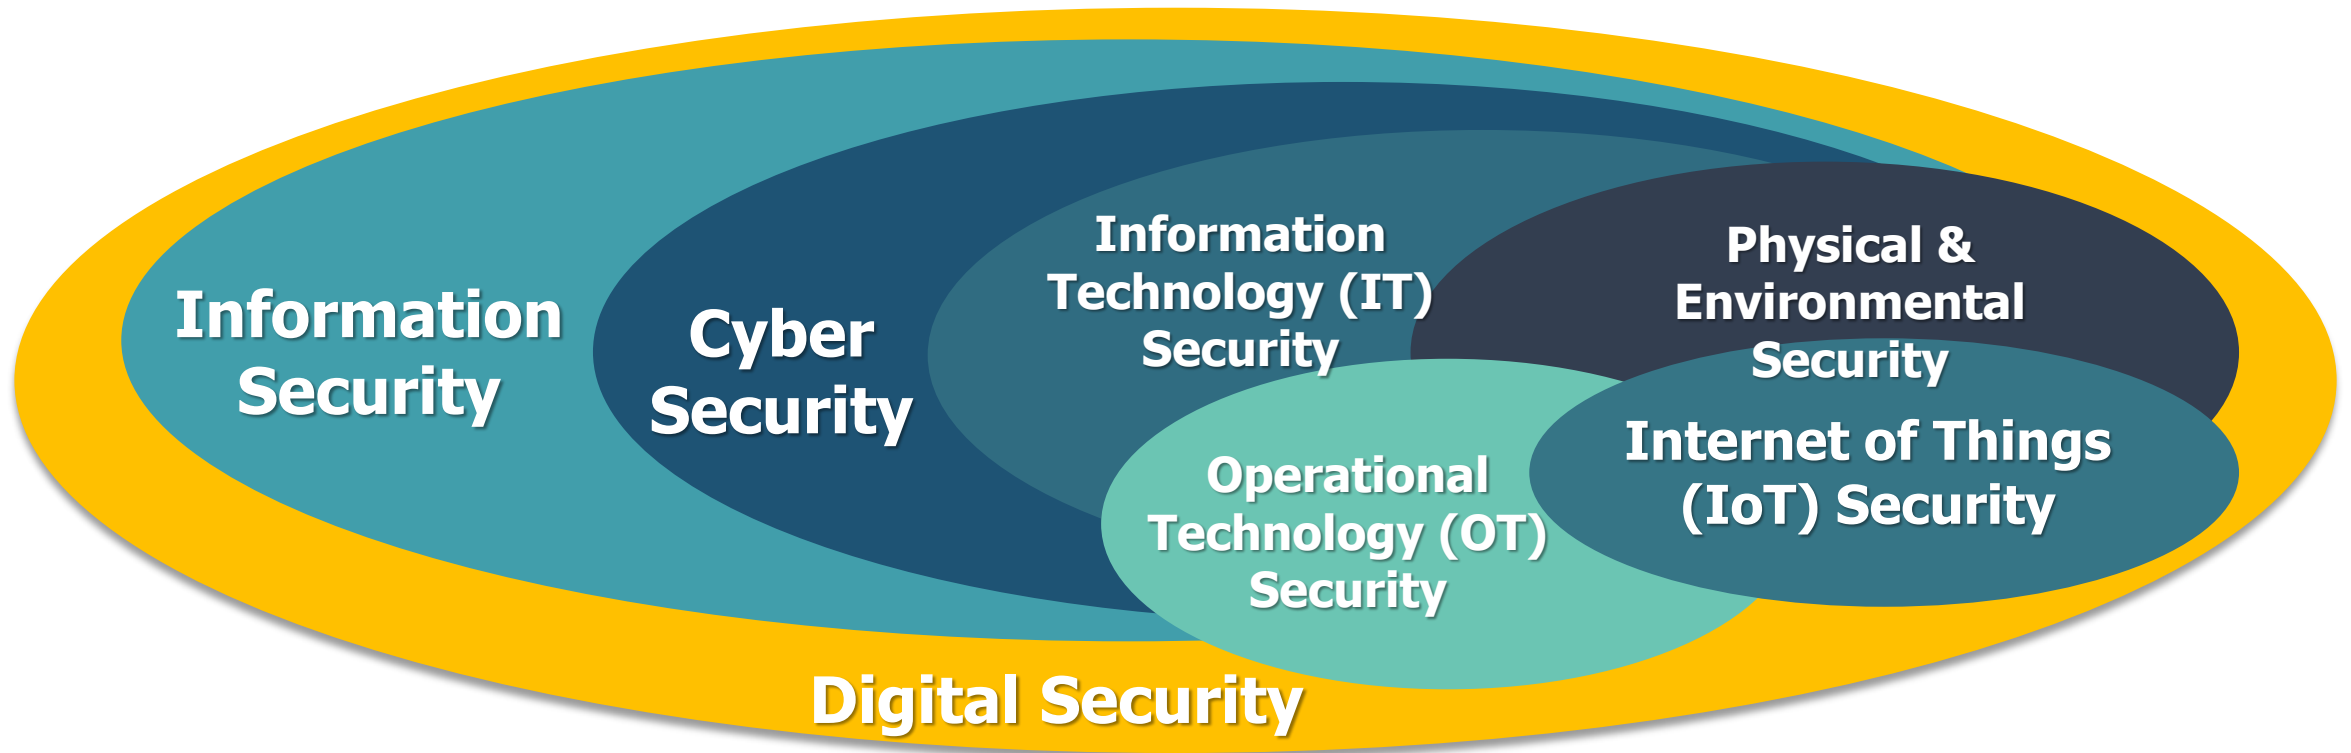 Information
Security
Cyber
Security
Information
Technology (IT)
Security
Physical &
Environmental
Security
Operational
Technology (OT)
Security
Internet of Things
(IoT) Security
Digital Security